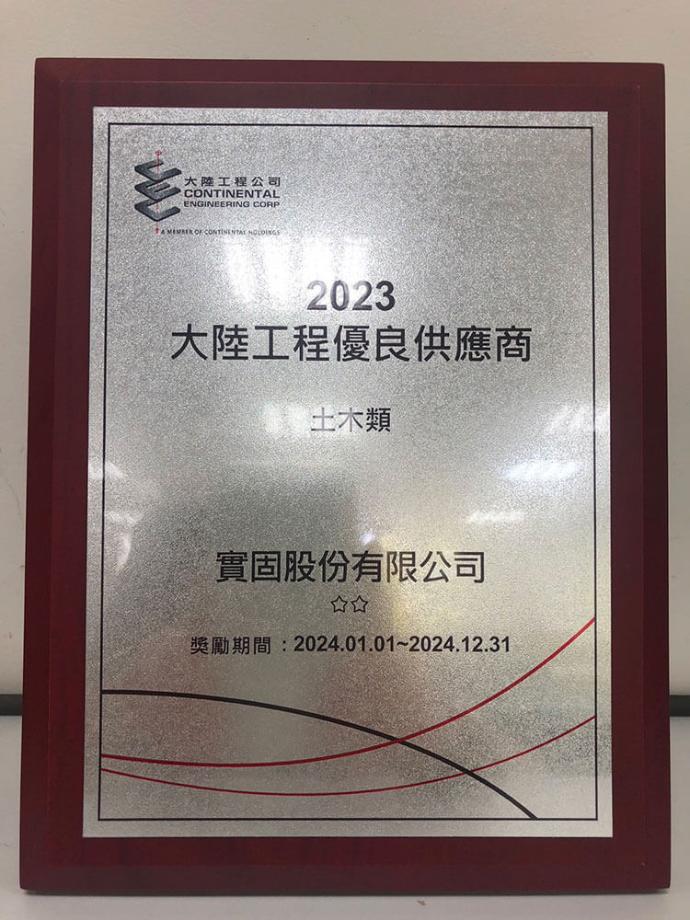 大陸工程公司
CONTINENTAL
ENGINEERING CORP
A MEMBER OF CONTINENTAL HOLDINGS
2023
大陸工程優良供應商
土木類
實固股份有限公司
☆☆
獎勵期間：2024.01.01~2024.12.31